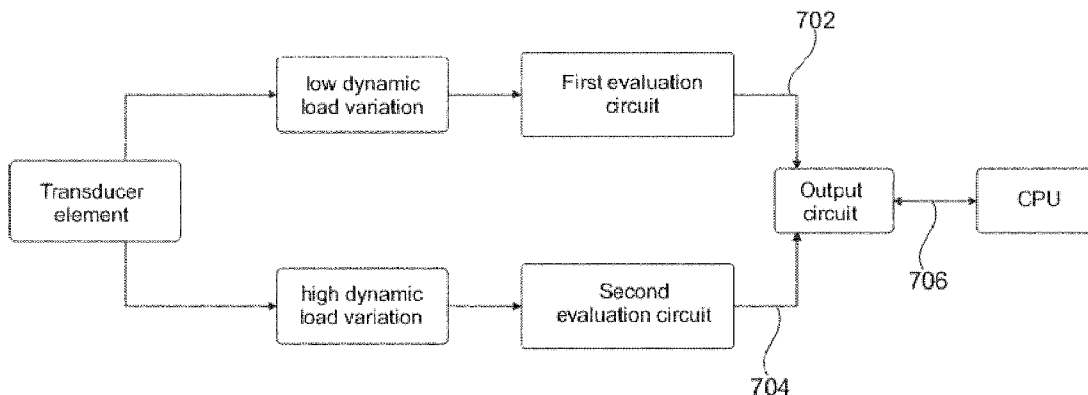 702
low dynamic
load variation
First evaluation
circuit
Transducer
element
Output
circuit
CPU
706
high dynamic
load variation
Second
evaluation circuit
704